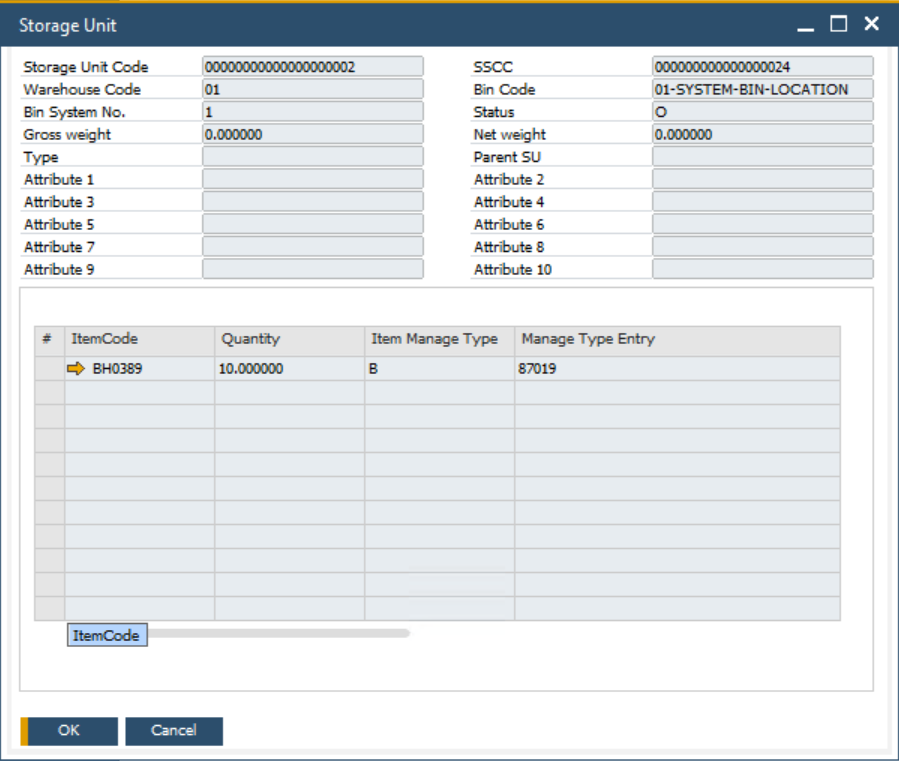 Storage Unit
Storage Unit Code 00000000000000000002 SSCC 000000000000000024
Warehouse Code 01 Bin Code 01-SYSTEM-BIN-LOCATION
Bin System No. 1 Status O
Gross weight 0.000000 Net weight 0.000000
Type Parent SU
Attribute 1 Attribute 2
Attribute 3 Attribute 4
Attribute 5 Attribute 6
Attribute 7 Attribute 8
Attribute 9 Attribute 10
# ItemCode Quantity Item Manage Type Manage Type Entry
BH0389 10.000000 B 87019
ItemCode
OK Cancel